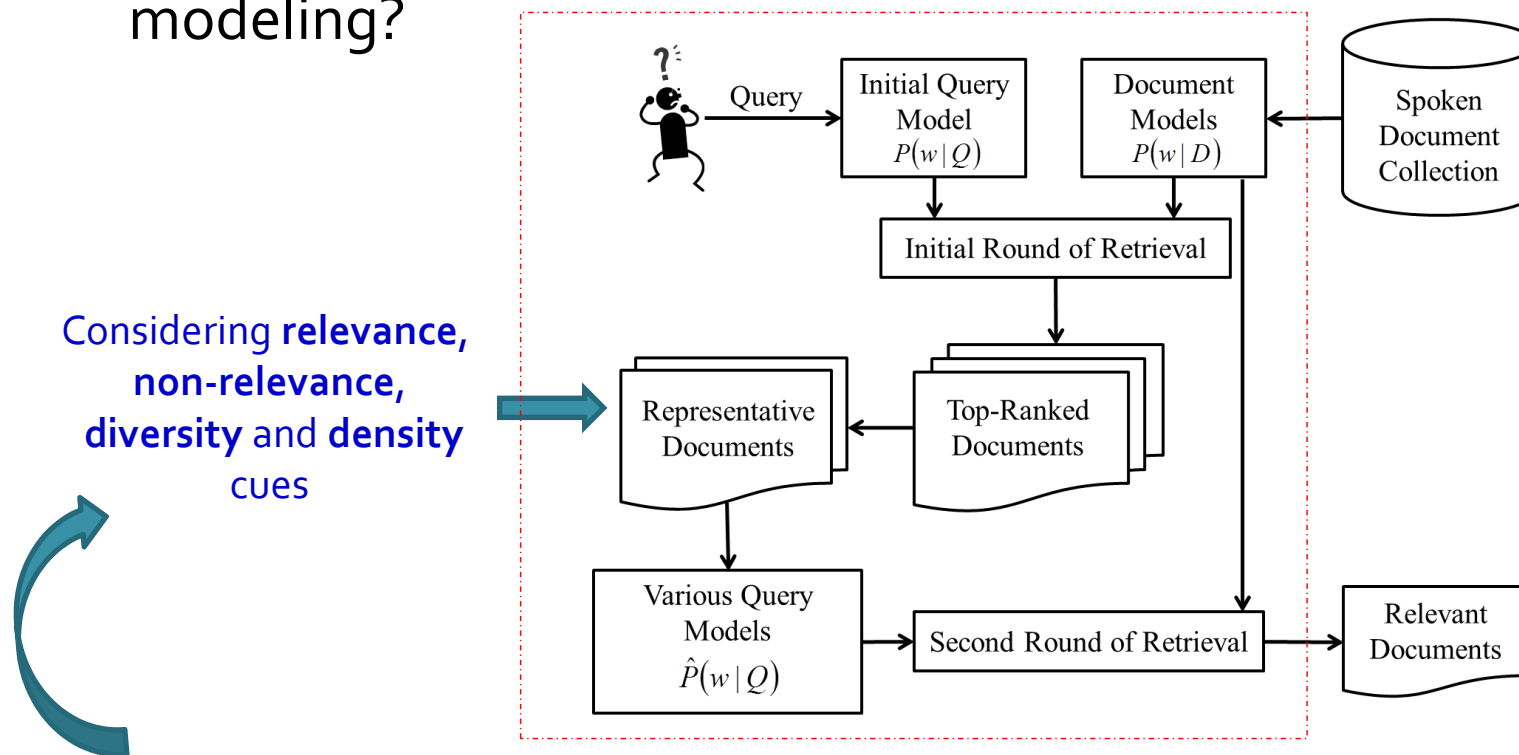 modeling?
?
Query
Initial Query
Model
P(w|Q)
Document
Models
P(w|D)
Spoken
Document
Collection
Initial Round of Retrieval
Considering relevance,
non-relevance,
diversity and density
cues
Representative
Documents
Top-Ranked
Documents
Various Query
Models
P̂(w|Q)
Second Round of Retrieval
Relevant
Documents